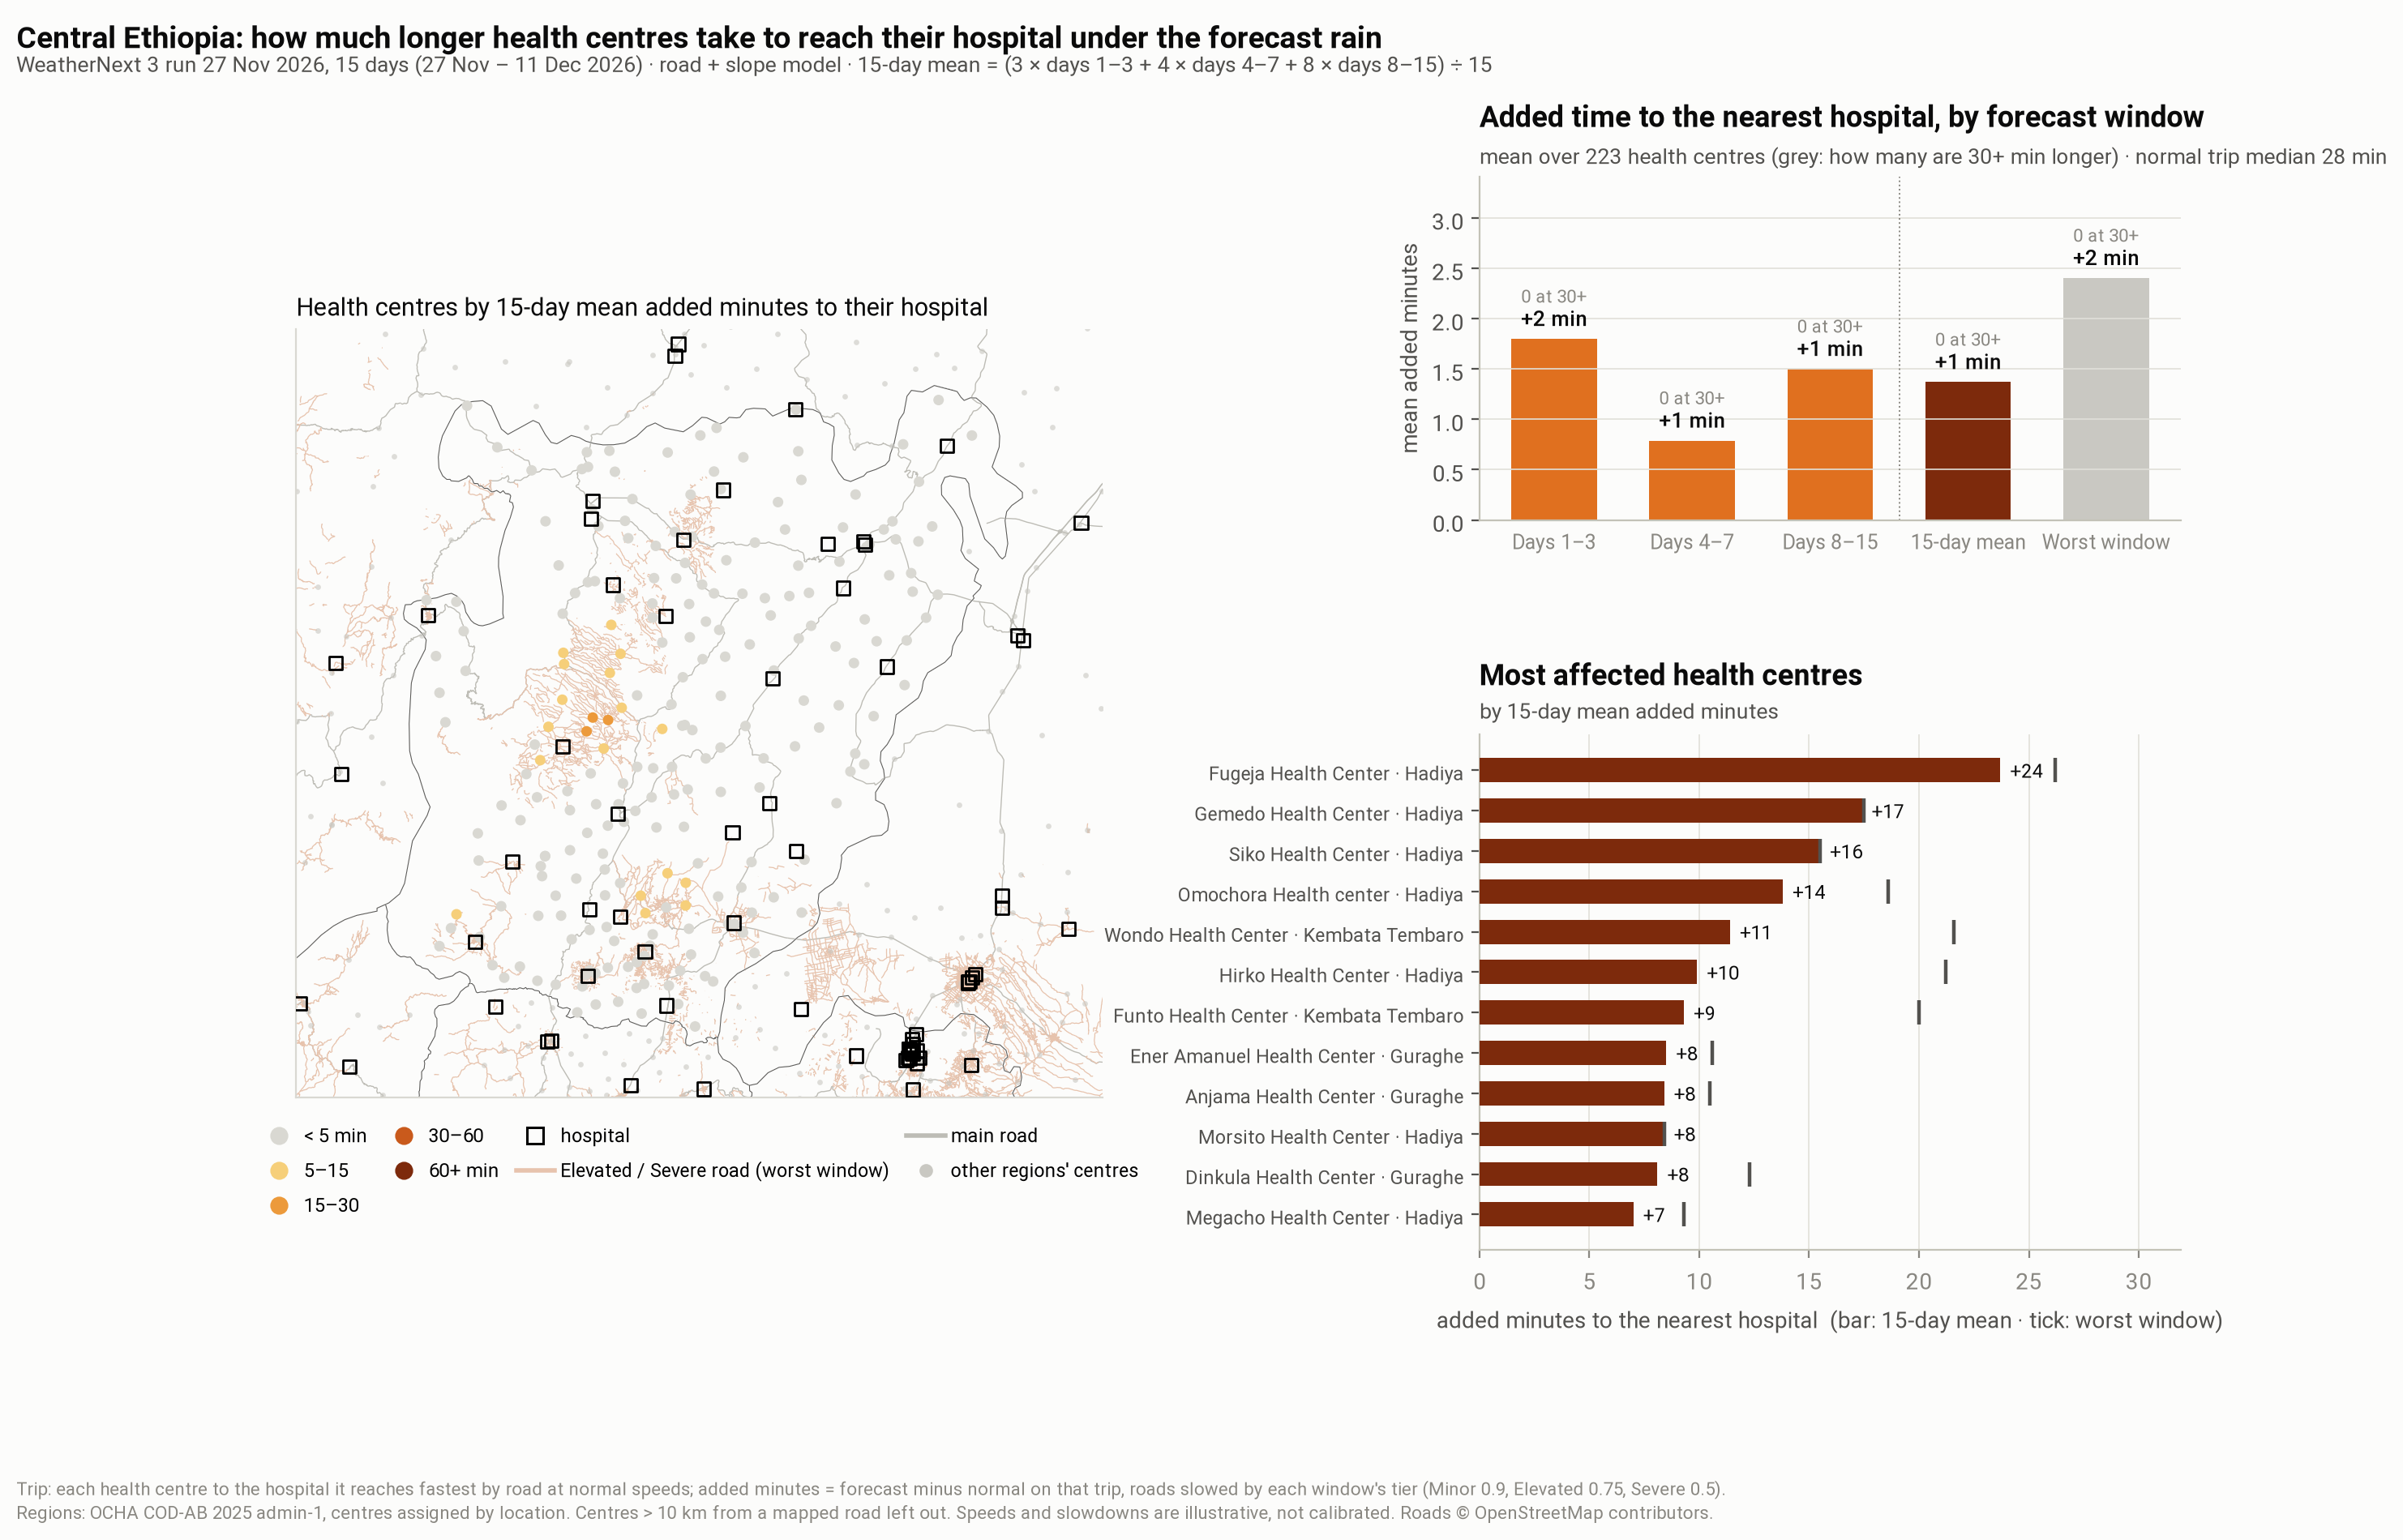 Central Ethiopia: how much longer health centres take to reach their hospital under the forecast rain
WeatherNext 3 run 27 Nov 2026, 15 days (27 Nov – 11 Dec 2026) · road + slope model · 15-day mean = (3 × days 1–3 + 4 × days 4–7 + 8 × days 8–15) ÷ 15
Health centres by 15-day mean added minutes to their hospital
< 5 min
5–15
15–30
30–60
60+ min
hospital
Elevated / Severe road (worst window)
main road
other regions' centres
Added time to the nearest hospital, by forecast window
mean over 223 health centres (grey: how many are 30+ min longer) · normal trip median 28 min
mean added minutes
3.0
2.5
2.0
1.5
1.0
0.5
0.0
0 at 30+
+2 min
0 at 30+
+1 min
0 at 30+
+1 min
0 at 30+
+1 min
0 at 30+
+2 min
Days 1–3
Days 4–7
Days 8–15
15-day mean
Worst window
Most affected health centres
by 15-day mean added minutes
Fugeja Health Center · Hadiya +24
Gemedo Health Center · Hadiya +17
Siko Health Center · Hadiya +16
Omochora Health center · Hadiya +14
Wondo Health Center · Kembata Tembaro +11
Hirko Health Center · Hadiya +10
Funto Health Center · Kembata Tembaro +9
Ener Amanuel Health Center · Guraghe +8
Anjama Health Center · Guraghe +8
Morsito Health Center · Hadiya +8
Dinkula Health Center · Guraghe +8
Megacho Health Center · Hadiya +7
0 5 10 15 20 25 30
added minutes to the nearest hospital (bar: 15-day mean · tick: worst window)
Trip: each health centre to the hospital it reaches fastest by road at normal speeds; added minutes = forecast minus normal on that trip, roads slowed by each window's tier (Minor 0.9, Elevated 0.75, Severe 0.5).
Regions: OCHA COD-AB 2025 admin-1, centres assigned by location. Centres > 10 km from a mapped road left out. Speeds and slowdowns are illustrative, not calibrated. Roads © OpenStreetMap contributors.